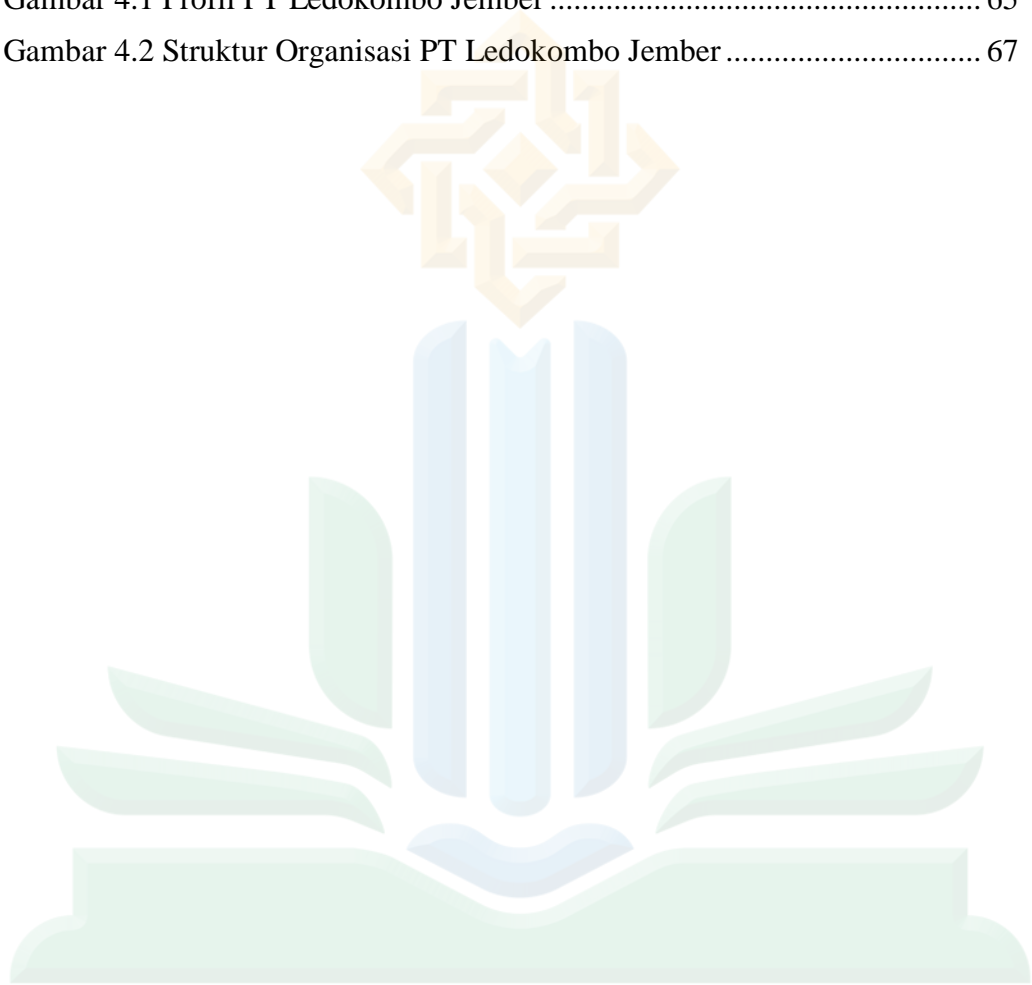 Gambar 4.1 Profil PT Ledokombo Jember ..................................................... 65
Gambar 4.2 Struktur Organisasi PT Ledokombo Jember ............................... 67